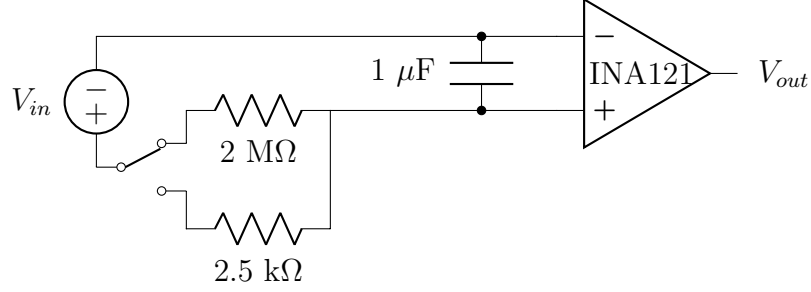 1 μF
−
INA121
+
V_out
V_in
−
+
2 MΩ
2.5 kΩ